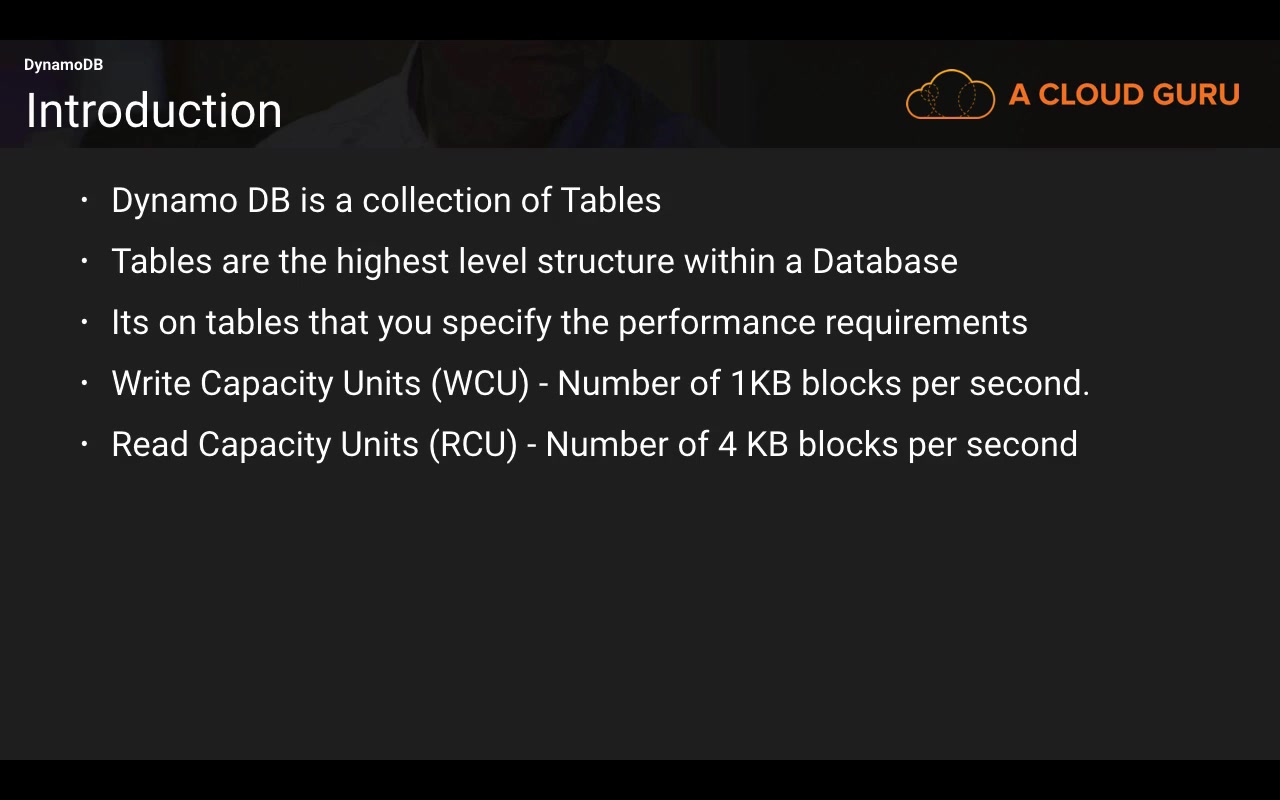 DynamoDB
Introduction
A CLOUD GURU
· Dynamo DB is a collection of Tables
· Tables are the highest level structure within a Database
· Its on tables that you specify the performance requirements
· Write Capacity Units (WCU) - Number of 1KB blocks per second.
· Read Capacity Units (RCU) - Number of 4 KB blocks per second